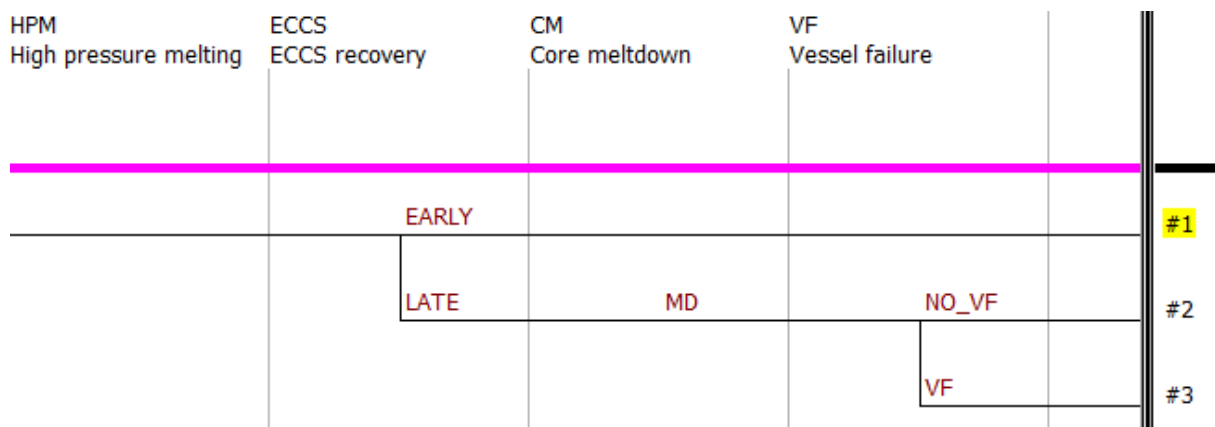 HPM
High pressure melting
ECCS
ECCS recovery
CM
Core meltdown
VF
Vessel failure
EARLY
#1
LATE
MD
NO_VF
#2
VF
#3